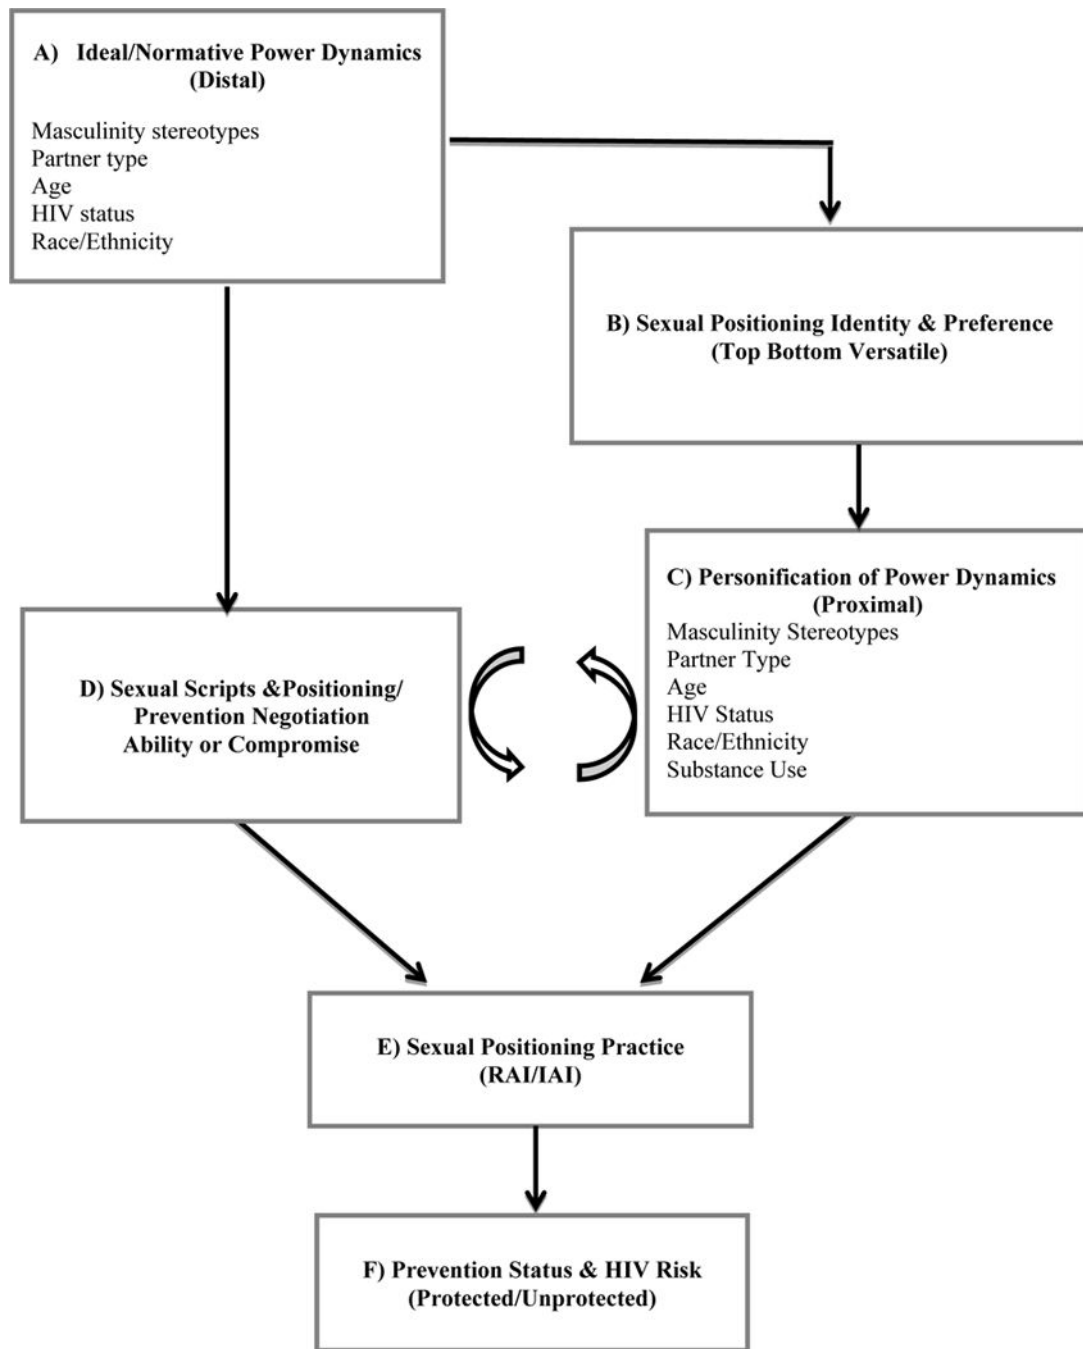 A) Ideal/Normative Power Dynamics
(Distal)
Masculinity stereotypes
Partner type
Age
HIV status
Race/Ethnicity
B) Sexual Positioning Identity & Preference
(Top Bottom Versatile)
C) Personification of Power Dynamics
(Proximal)
Masculinity Stereotypes
Partner Type
Age
HIV Status
Race/Ethnicity
Substance Use
D) Sexual Scripts &Positioning/
Prevention Negotiation
Ability or Compromise
E) Sexual Positioning Practice
(RAI/IAI)
F) Prevention Status & HIV Risk
(Protected/Unprotected)